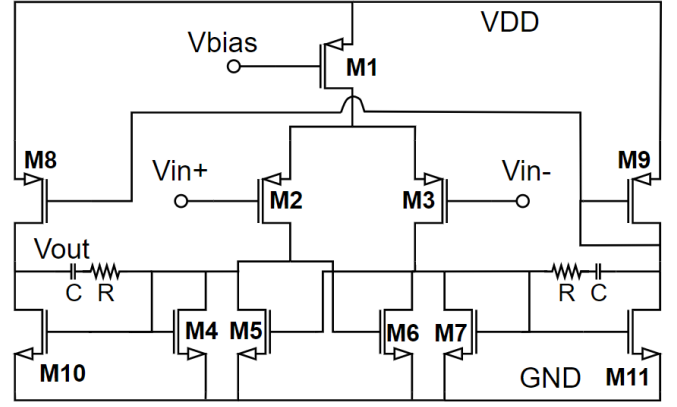 VDD
Vbias
M1
M8
Vin+
Vin-
M9
M2
M3
Vout
C
R
R
C
M4
M5
M6
M7
M10
GND
M11